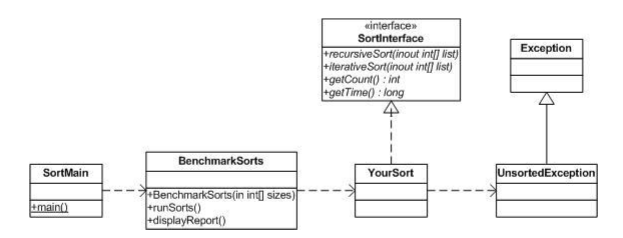 «interface»
SortInterface
+recursiveSort(inout int[] list)
+iterativeSort(inout int[] list)
+getCount() : int
+getTime() : long
Exception
SortMain
+main()
BenchmarkSorts
+BenchmarkSorts(in int[] sizes)
+runSorts()
+displayReport()
YourSort
UnsortedException